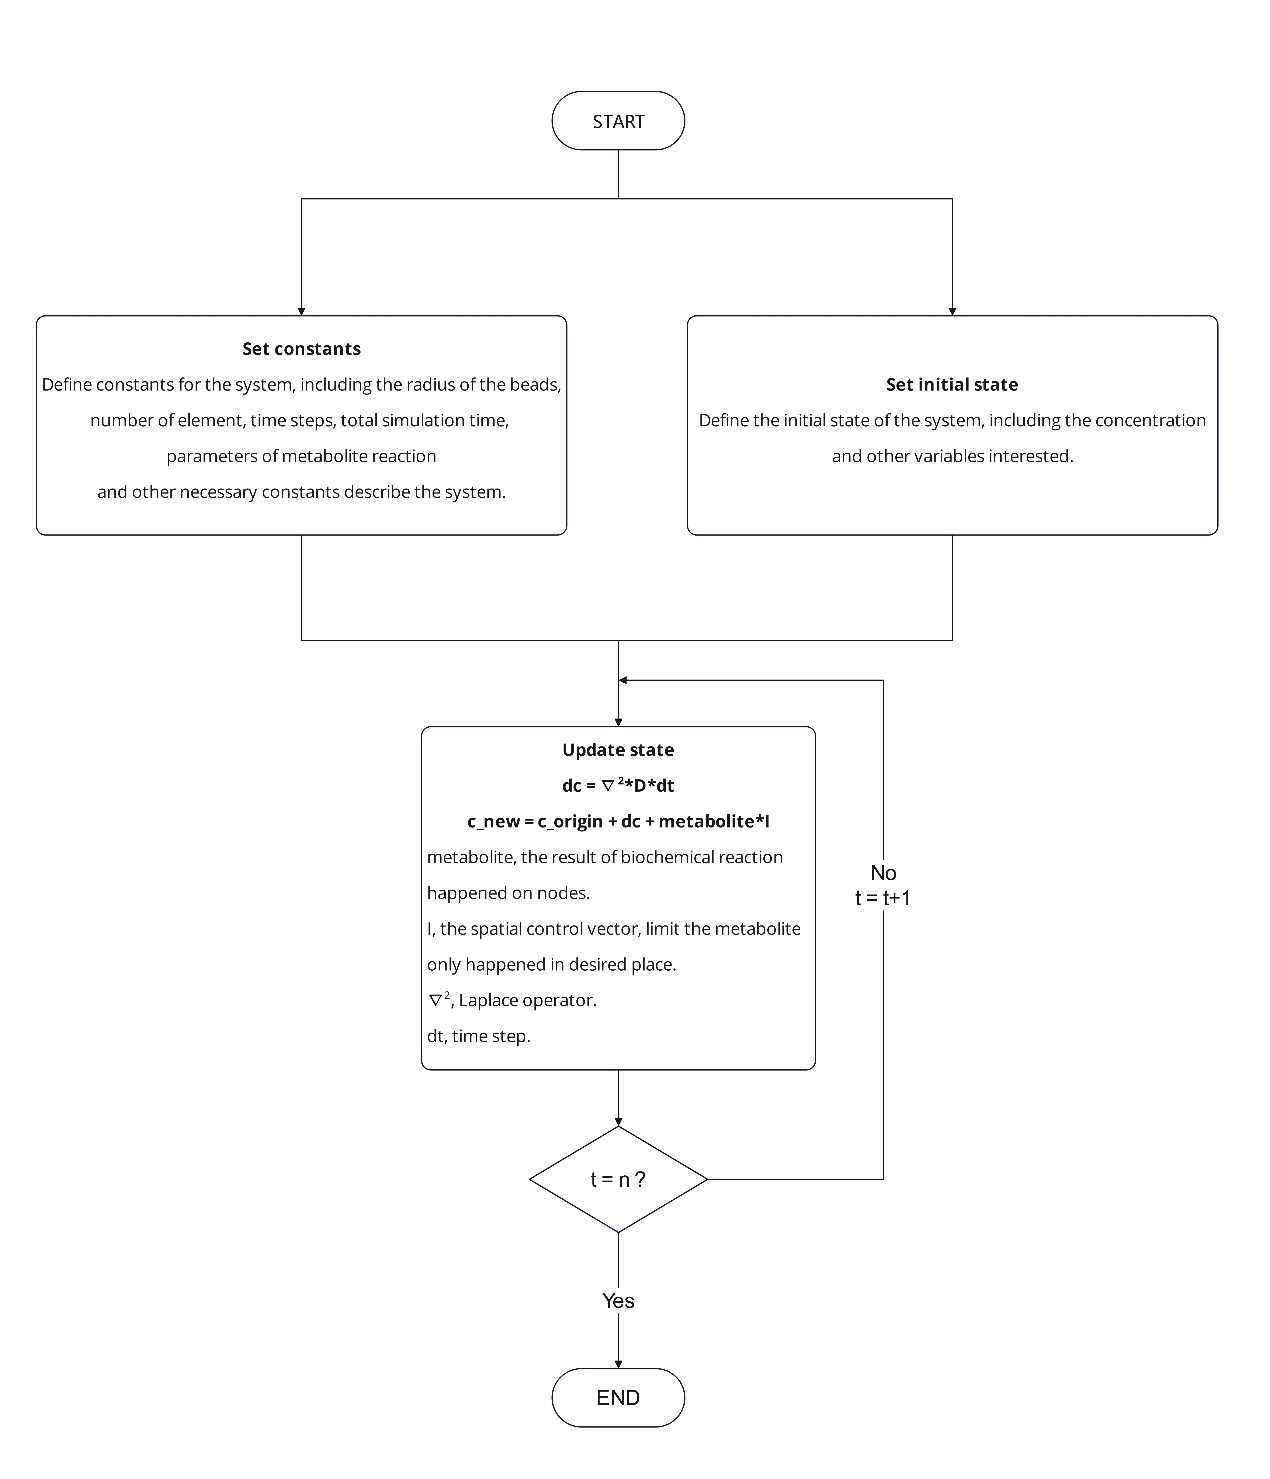 START
Set constants
Define constants for the system, including the radius of the beads,
number of element, time steps, total simulation time,
parameters of metabolite reaction
and other necessary constants describe the system.
Set initial state
Define the initial state of the system, including the concentration
and other variables interested.
Update state
dc = ∇²*D*dt
c_new = c_origin + dc + metabolite*I
metabolite, the result of biochemical reaction
happened on nodes.
I, the spatial control vector, limit the metabolite
only happened in desired place.
∇², Laplace operator.
dt, time step.
No
t = t+1
t = n ?
Yes
END